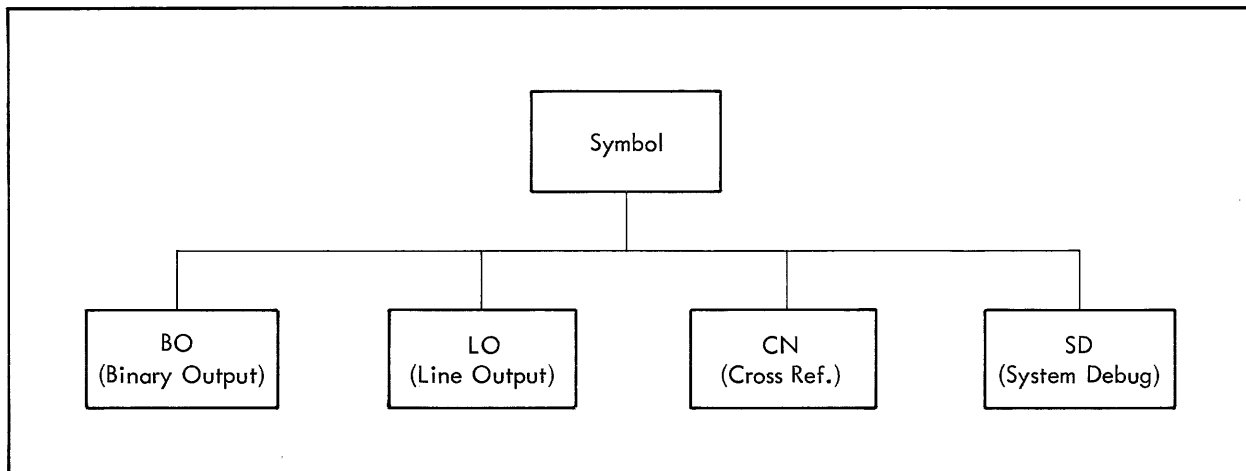 Symbol
BO
(Binary Output)
LO
(Line Output)
CN
(Cross Ref.)
SD
(System Debug)